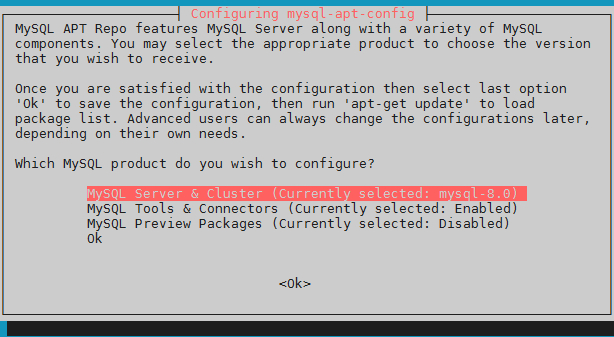 Configuring mysql-apt-config
MySQL APT Repo features MySQL Server along with a variety of MySQL
components. You may select the appropriate product to choose the version
that you wish to receive.
Once you are satisfied with the configuration then select last option
'Ok' to save the configuration, then run 'apt-get update' to load
package list. Advanced users can always change the configurations later,
depending on their own needs.
Which MySQL product do you wish to configure?
MySQL Server & Cluster (Currently selected: mysql-8.0)
MySQL Tools & Connectors (Currently selected: Enabled)
MySQL Preview Packages (Currently selected: Disabled)
Ok
<Ok>